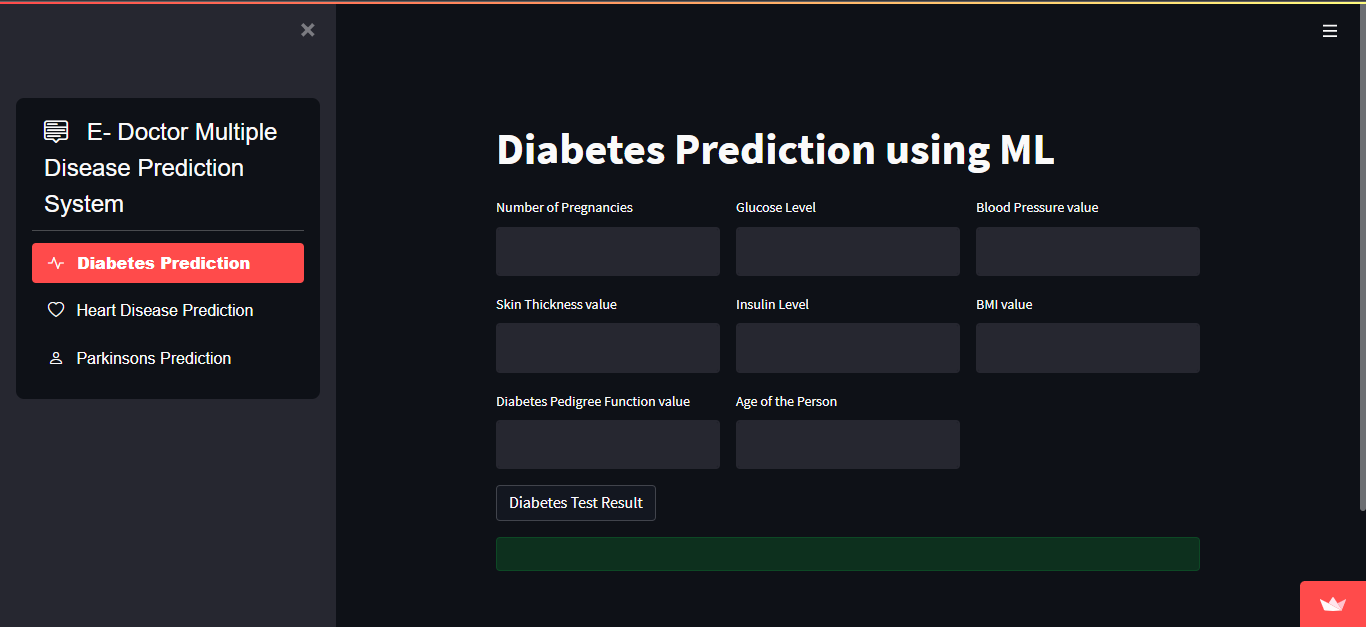 E- Doctor Multiple
Disease Prediction
System
Diabetes Prediction
Heart Disease Prediction
Parkinsons Prediction
Diabetes Prediction using ML
Number of Pregnancies
Glucose Level
Blood Pressure value
Skin Thickness value
Insulin Level
BMI value
Diabetes Pedigree Function value
Age of the Person
Diabetes Test Result